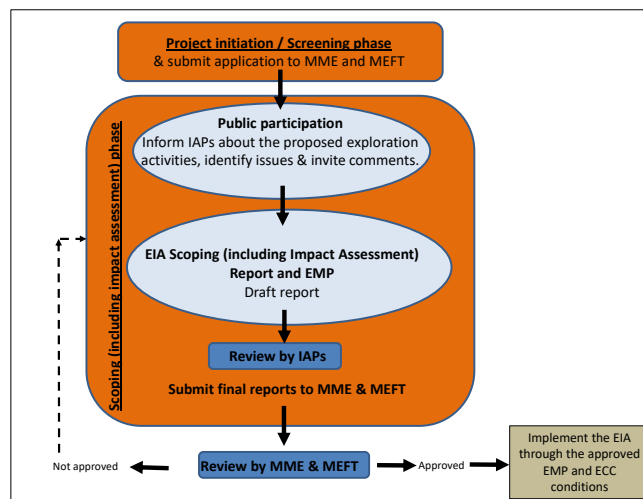 Project initiation / Screening phase
& submit application to MME and MEFT
Scoping (including impact assessment) phase
Public participation
Inform IAPs about the proposed exploration
activities, identify issues & invite comments.
EIA Scoping (including Impact Assessment)
Report and EMP
Draft report
Review by IAPs
Submit final reports to MME & MEFT
Not approved
Review by MME & MEFT
Approved
Implement the EIA
through the approved
EMP and ECC
conditions